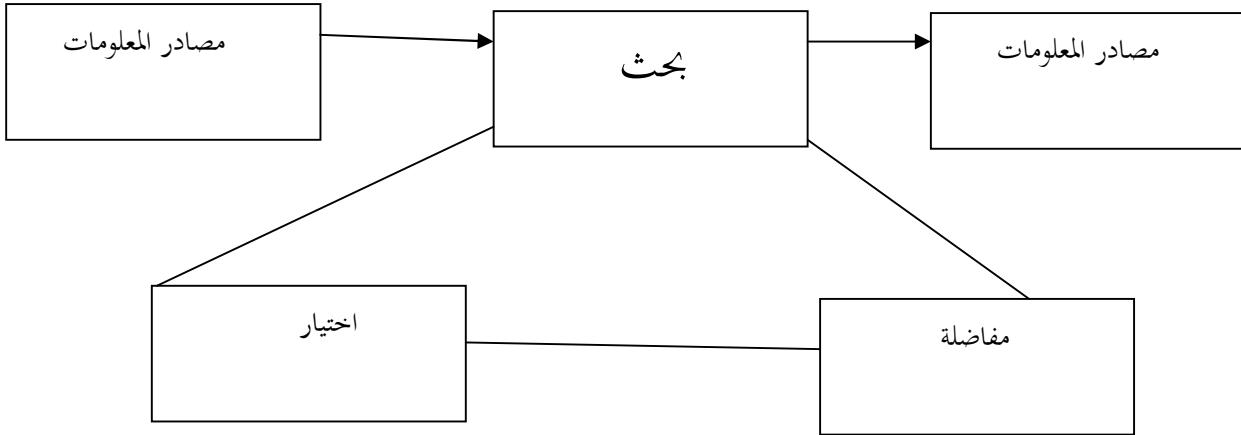 مصادر المعلومات
بحث
مصادر المعلومات
مفاضلة
اختيار